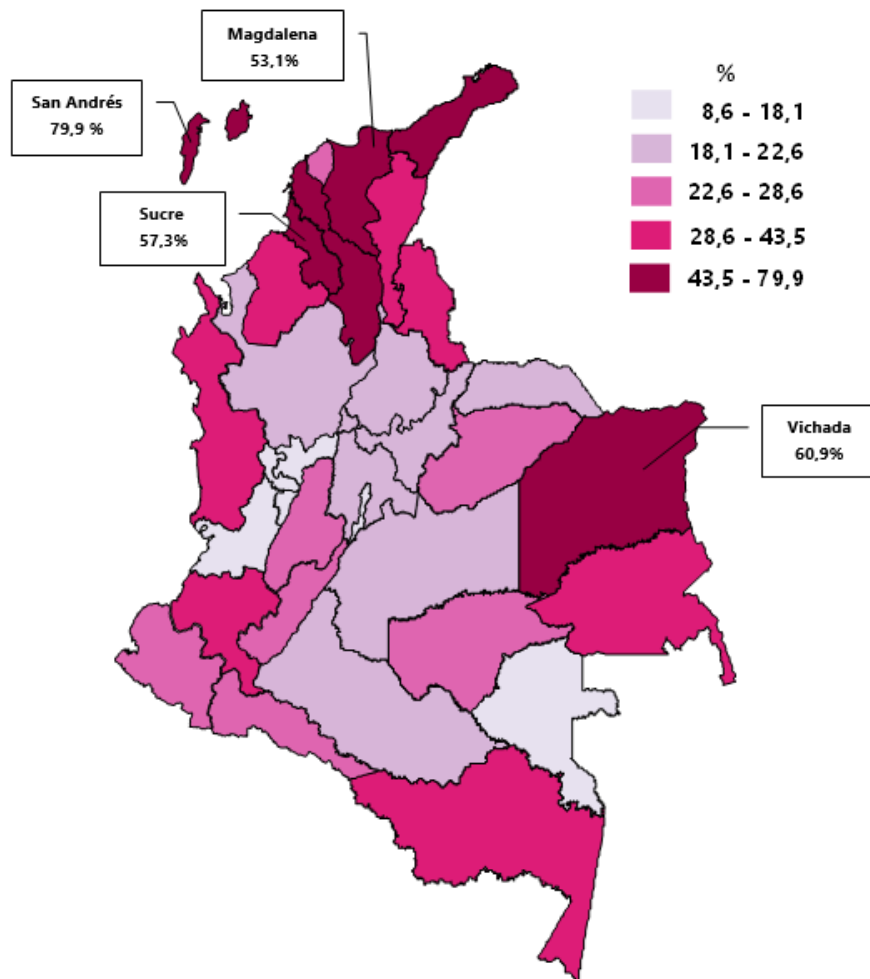 Magdalena
53,1%
San Andrés
79,9 %
Sucre
57,3%
%
8,6 - 18,1
18,1 - 22,6
22,6 - 28,6
28,6 - 43,5
43,5 - 79,9
Vichada
60,9%